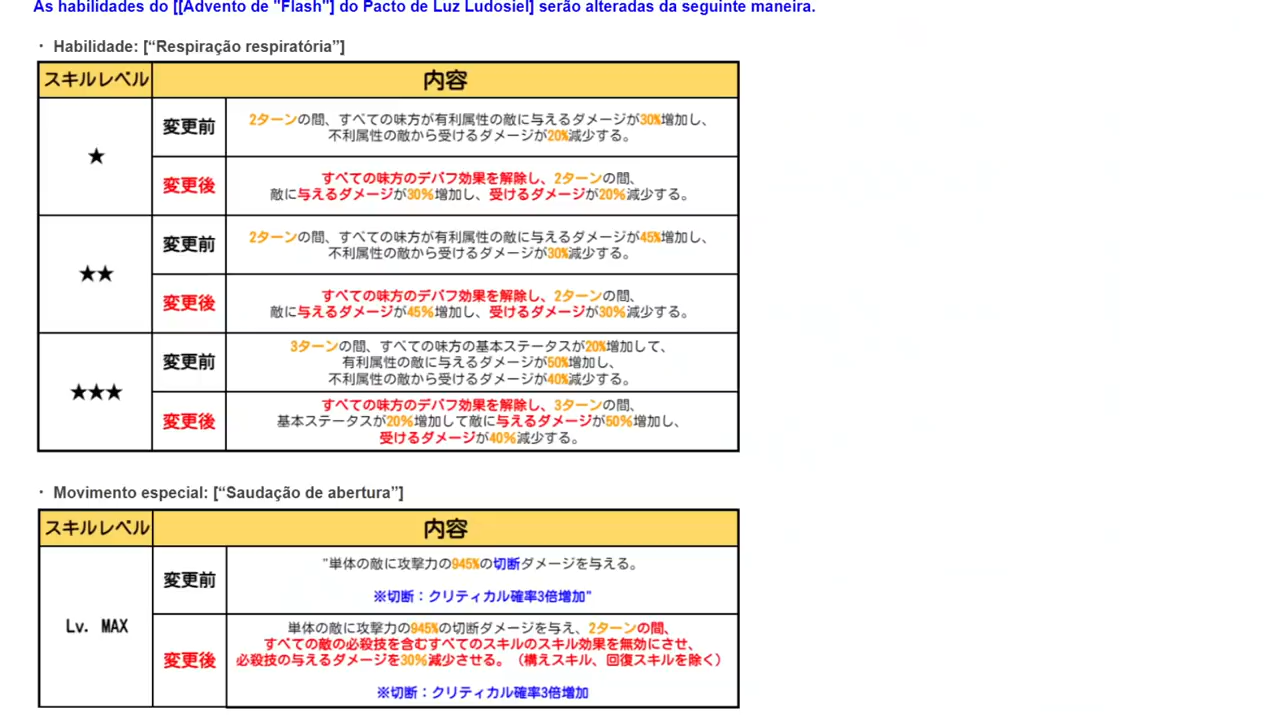 As habilidades do [[Advento de "Flash"] do Pacto de Luz Ludosiel] serão alteradas da seguinte maneira.
・ Habilidade: [“Respiração respiratória”]
スキルレベル 内容
★
変更前
2ターンの間、すべての味方が有利属性の敵に与えるダメージが30%増加し、
不利属性の敵から受けるダメージが20%減少する。
変更後
すべての味方のデバフ効果を解除し、2ターンの間、
敵に与えるダメージが30%増加し、受けるダメージが20%減少する。
★★
変更前
2ターンの間、すべての味方が有利属性の敵に与えるダメージが45%増加し、
不利属性の敵から受けるダメージが30%減少する。
変更後
すべての味方のデバフ効果を解除し、2ターンの間、
敵に与えるダメージが45%増加し、受けるダメージが30%減少する。
★★★
変更前
3ターンの間、すべての味方の基本ステータスが20%増加して、
有利属性の敵に与えるダメージが50%増加し、
不利属性の敵から受けるダメージが40%減少する。
変更後
すべての味方のデバフ効果を解除し、3ターンの間、
基本ステータスが20%増加して敵に与えるダメージが50%増加し、
受けるダメージが40%減少する。
・ Movimento especial: [“Saudação de abertura”]
スキルレベル 内容
Lv. MAX
変更前
"単体の敵に攻撃力の945%の切断ダメージを与える。
※切断：クリティカル確率3倍増加"
変更後
単体の敵に攻撃力の945%の切断ダメージを与え、2ターンの間、
すべての敵の必殺技を含むすべてのスキルのスキル効果を無効にさせ、
必殺技の与えるダメージを30%減少させる。（構えスキル、回復スキルを除く）
※切断：クリティカル確率3倍増加